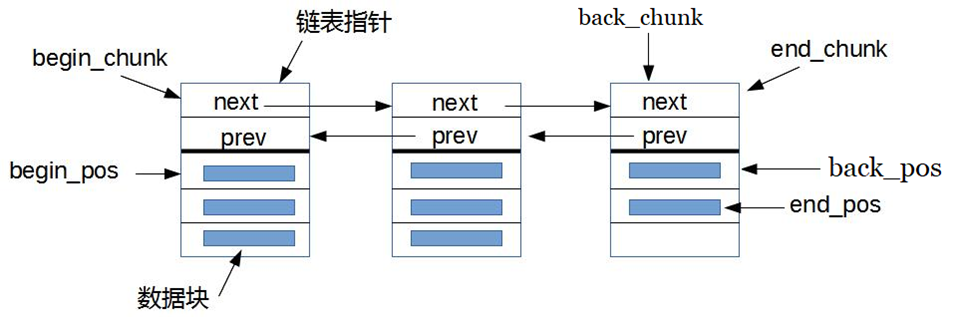 链表指针
back_chunk
begin_chunk
end_chunk
next
next
next
prev
prev
prev
begin_pos
back_pos
end_pos
数据块